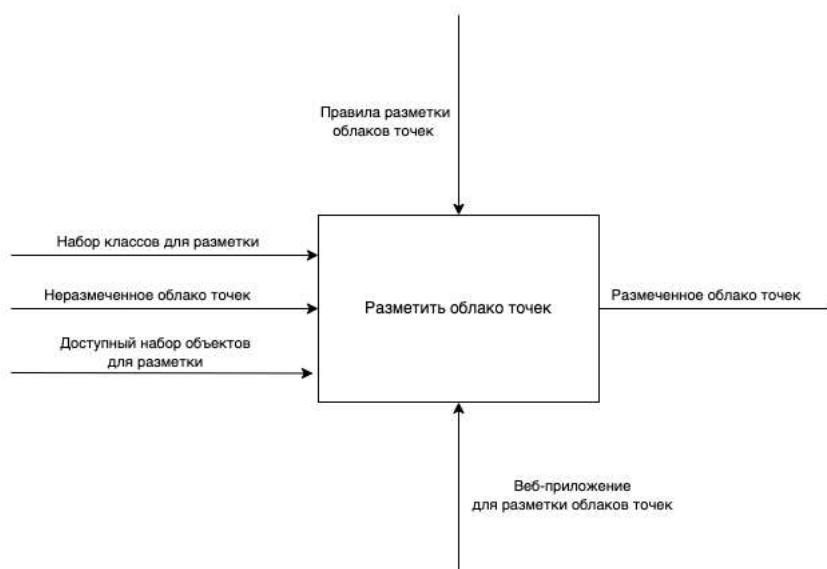 Правила разметки
облаков точек
Набор классов для разметки
Неразмеченное облако точек
Разметить облако точек
Размеченное облако точек
Доступный набор объектов
для разметки
Веб-приложение
для разметки облаков точек